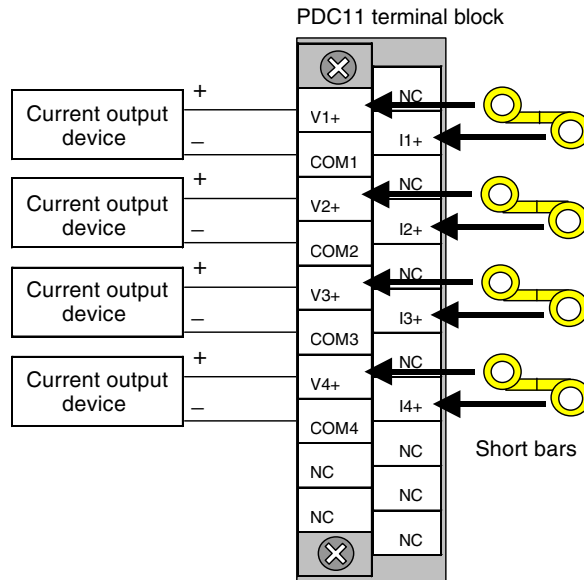 PDC11 terminal block
+
Current output
device
–
V1+
NC
COM1
I1+
+
Current output
device
–
V2+
NC
COM2
I2+
+
Current output
device
–
V3+
NC
COM3
I3+
+
Current output
device
–
V4+
NC
COM4
I4+
NC
NC
NC
NC
NC
Short bars